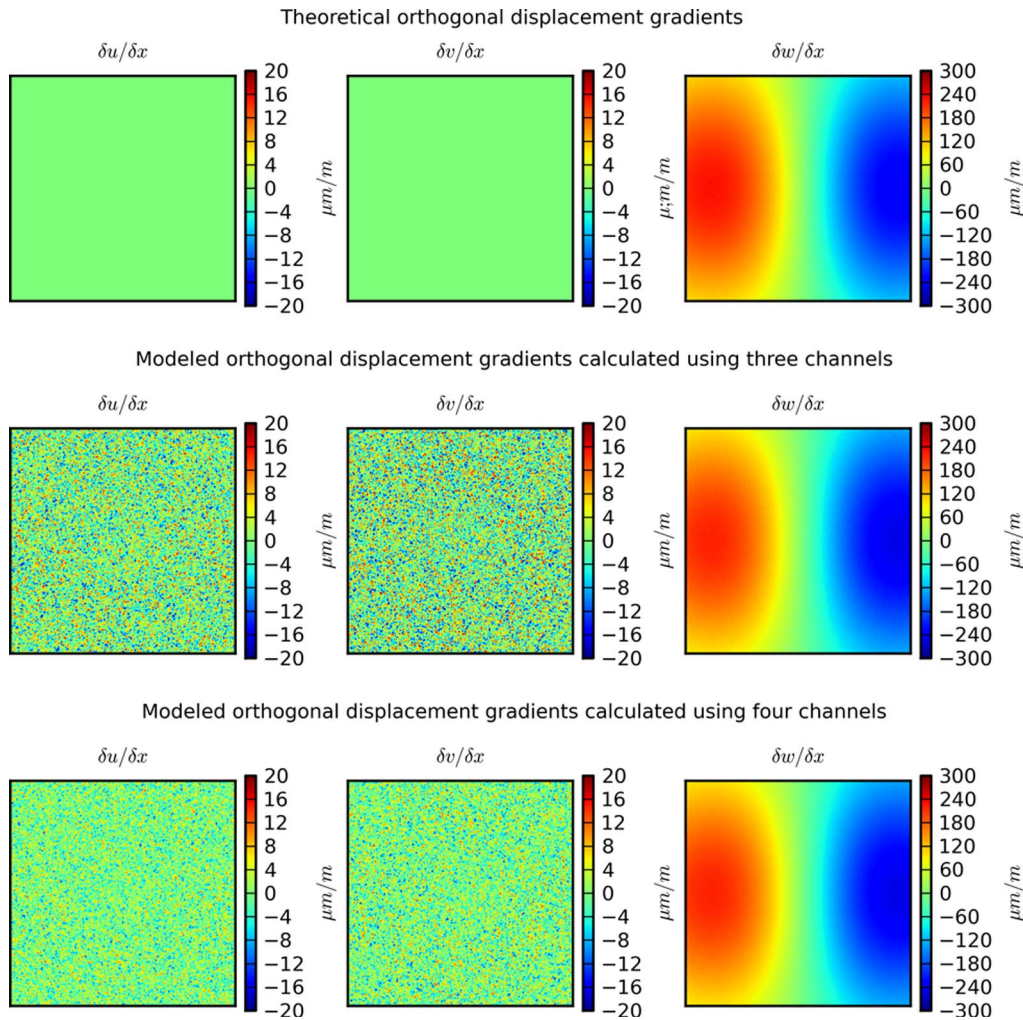 Theoretical orthogonal displacement gradients
δu/δx δv/δx δw/δx
20 20 300
16 16 240
12 12 180
8 8 120
4 4 60
0 0 0
−4 −4 −60
−8 −8 −120
−12 −12 −180
−16 −16 −240
−20 −20 −300
μm/m μ;m/m μm/m
Modeled orthogonal displacement gradients calculated using three channels
δu/δx δv/δx δw/δx
20 20 300
16 16 240
12 12 180
8 8 120
4 4 60
0 0 0
−4 −4 −60
−8 −8 −120
−12 −12 −180
−16 −16 −240
−20 −20 −300
μm/m μm/m μm/m
Modeled orthogonal displacement gradients calculated using four channels
δu/δx δv/δx δw/δx
20 20 300
16 16 240
12 12 180
8 8 120
4 4 60
0 0 0
−4 −4 −60
−8 −8 −120
−12 −12 −180
−16 −16 −240
−20 −20 −300
μm/m μm/m μm/m